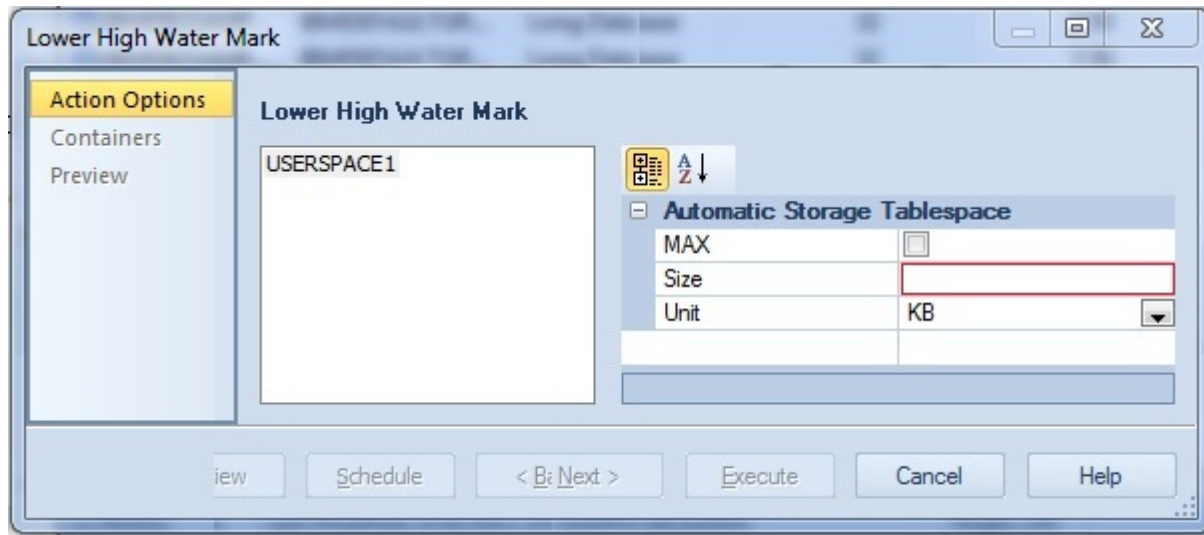 Lower High Water Mark
Action Options
Containers
Preview
Lower High Water Mark
USERSPACE1
A
Z
Automatic Storage Tablespace
MAX
Size
Unit KB
iew Schedule < Ba Next > Execute Cancel Help